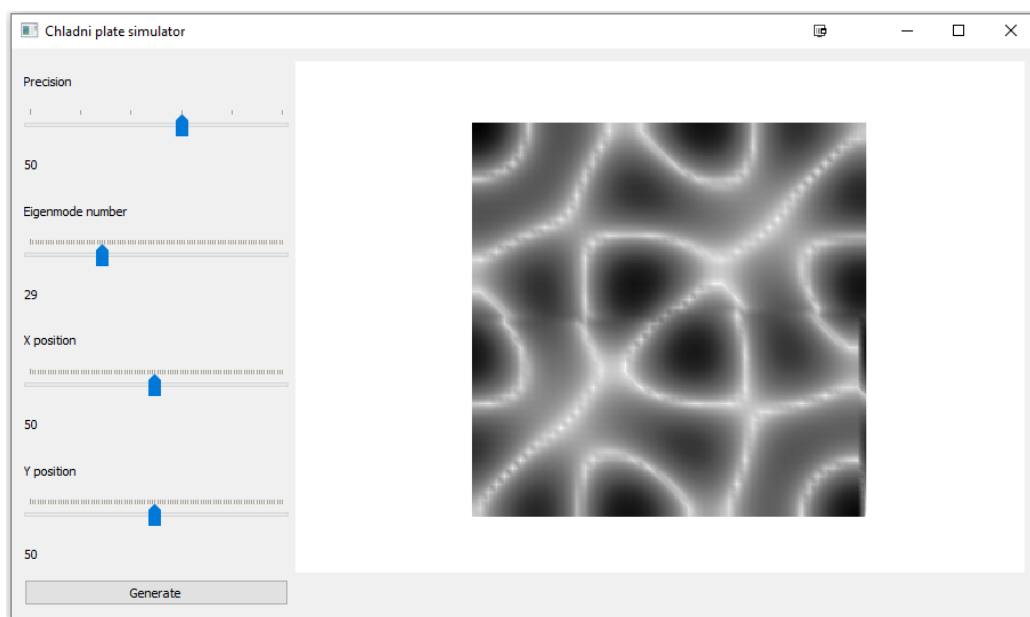 Chladni plate simulator
Precision
50
Eigenmode number
29
X position
50
Y position
50
Generate